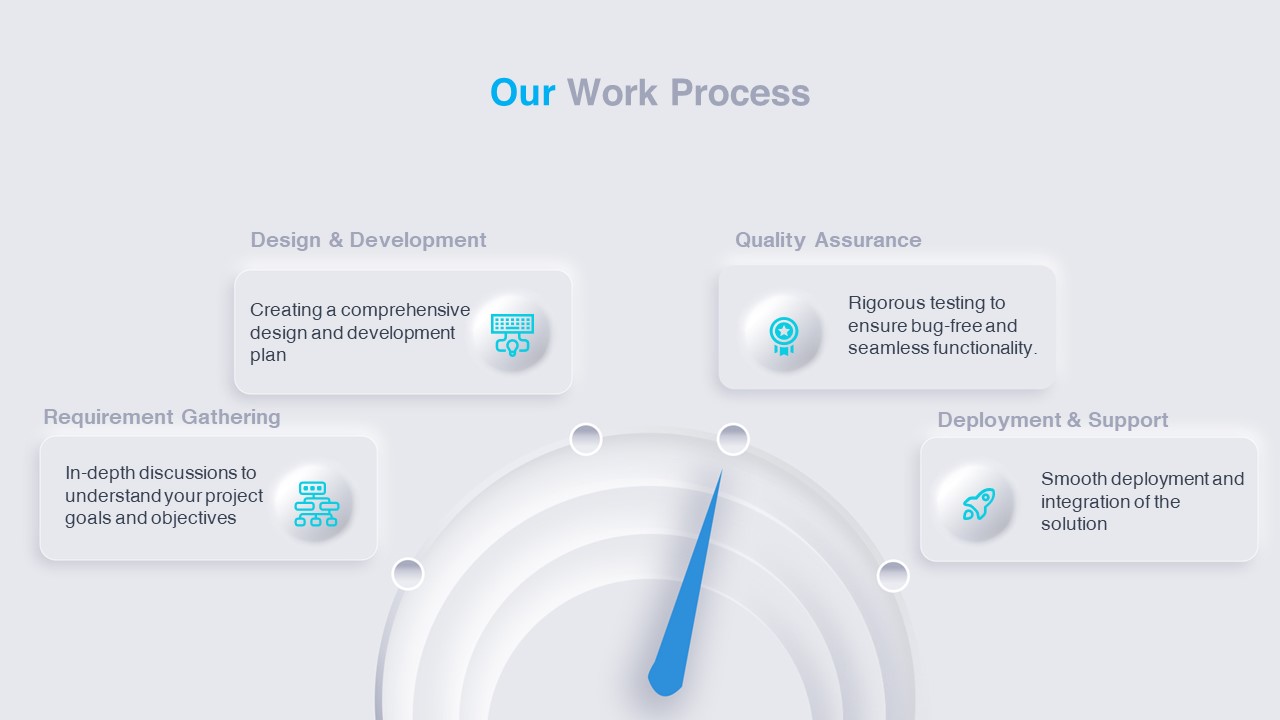 Our Work Process
Design & Development
Creating a comprehensive
design and development
plan
Quality Assurance
Rigorous testing to
ensure bug-free and
seamless functionality.
Requirement Gathering
In-depth discussions to
understand your project
goals and objectives
Deployment & Support
Smooth deployment and
integration of the
solution